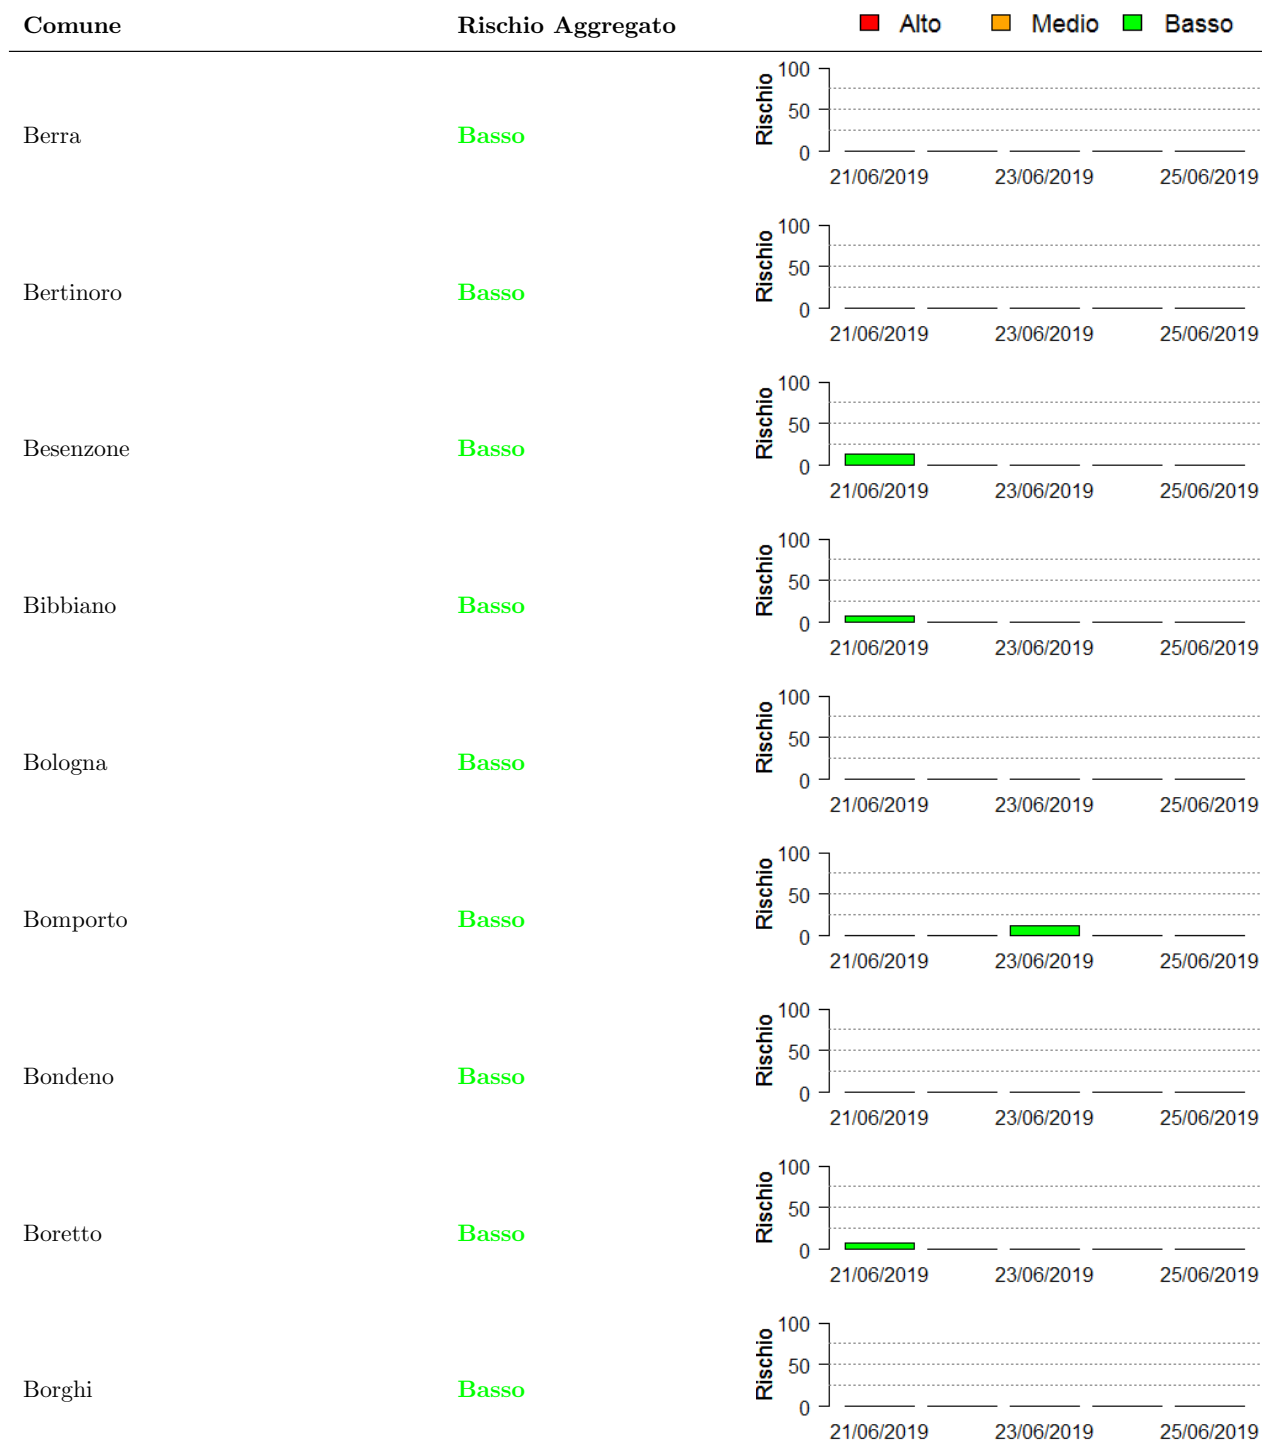 Comune Rischio Aggregato Alto Medio Basso
Berra Basso Rischio 100 50 0
21/06/2019 23/06/2019 25/06/2019
Bertinoro Basso Rischio 100 50 0
21/06/2019 23/06/2019 25/06/2019
Besenzone Basso Rischio 100 50 0
21/06/2019 23/06/2019 25/06/2019
Bibbiano Basso Rischio 100 50 0
21/06/2019 23/06/2019 25/06/2019
Bologna Basso Rischio 100 50 0
21/06/2019 23/06/2019 25/06/2019
Bomporto Basso Rischio 100 50 0
21/06/2019 23/06/2019 25/06/2019
Bondeno Basso Rischio 100 50 0
21/06/2019 23/06/2019 25/06/2019
Boretto Basso Rischio 100 50 0
21/06/2019 23/06/2019 25/06/2019
Borghi Basso Rischio 100 50 0
21/06/2019 23/06/2019 25/06/2019